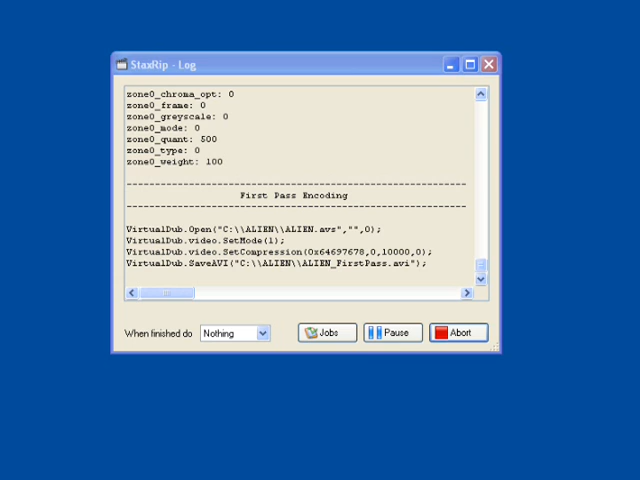 StaxRip - Log
zone0_chroma_opt: 0
zone0_frame: 0
zone0_greyscale: 0
zone0_mode: 0
zone0_quant: 500
zone0_type: 0
zone0_weight: 100
------------------------------------------------------------
First Pass Encoding
------------------------------------------------------------
VirtualDub.Open("C:\\ALIEN\\ALIEN.avs","",0);
VirtualDub.video.SetMode(1);
VirtualDub.video.SetCompression(0x64697678,0,10000,0);
VirtualDub.SaveAVI("C:\\ALIEN\\ALIEN_FirstPass.avi");
When finished do Nothing Jobs Pause Abort